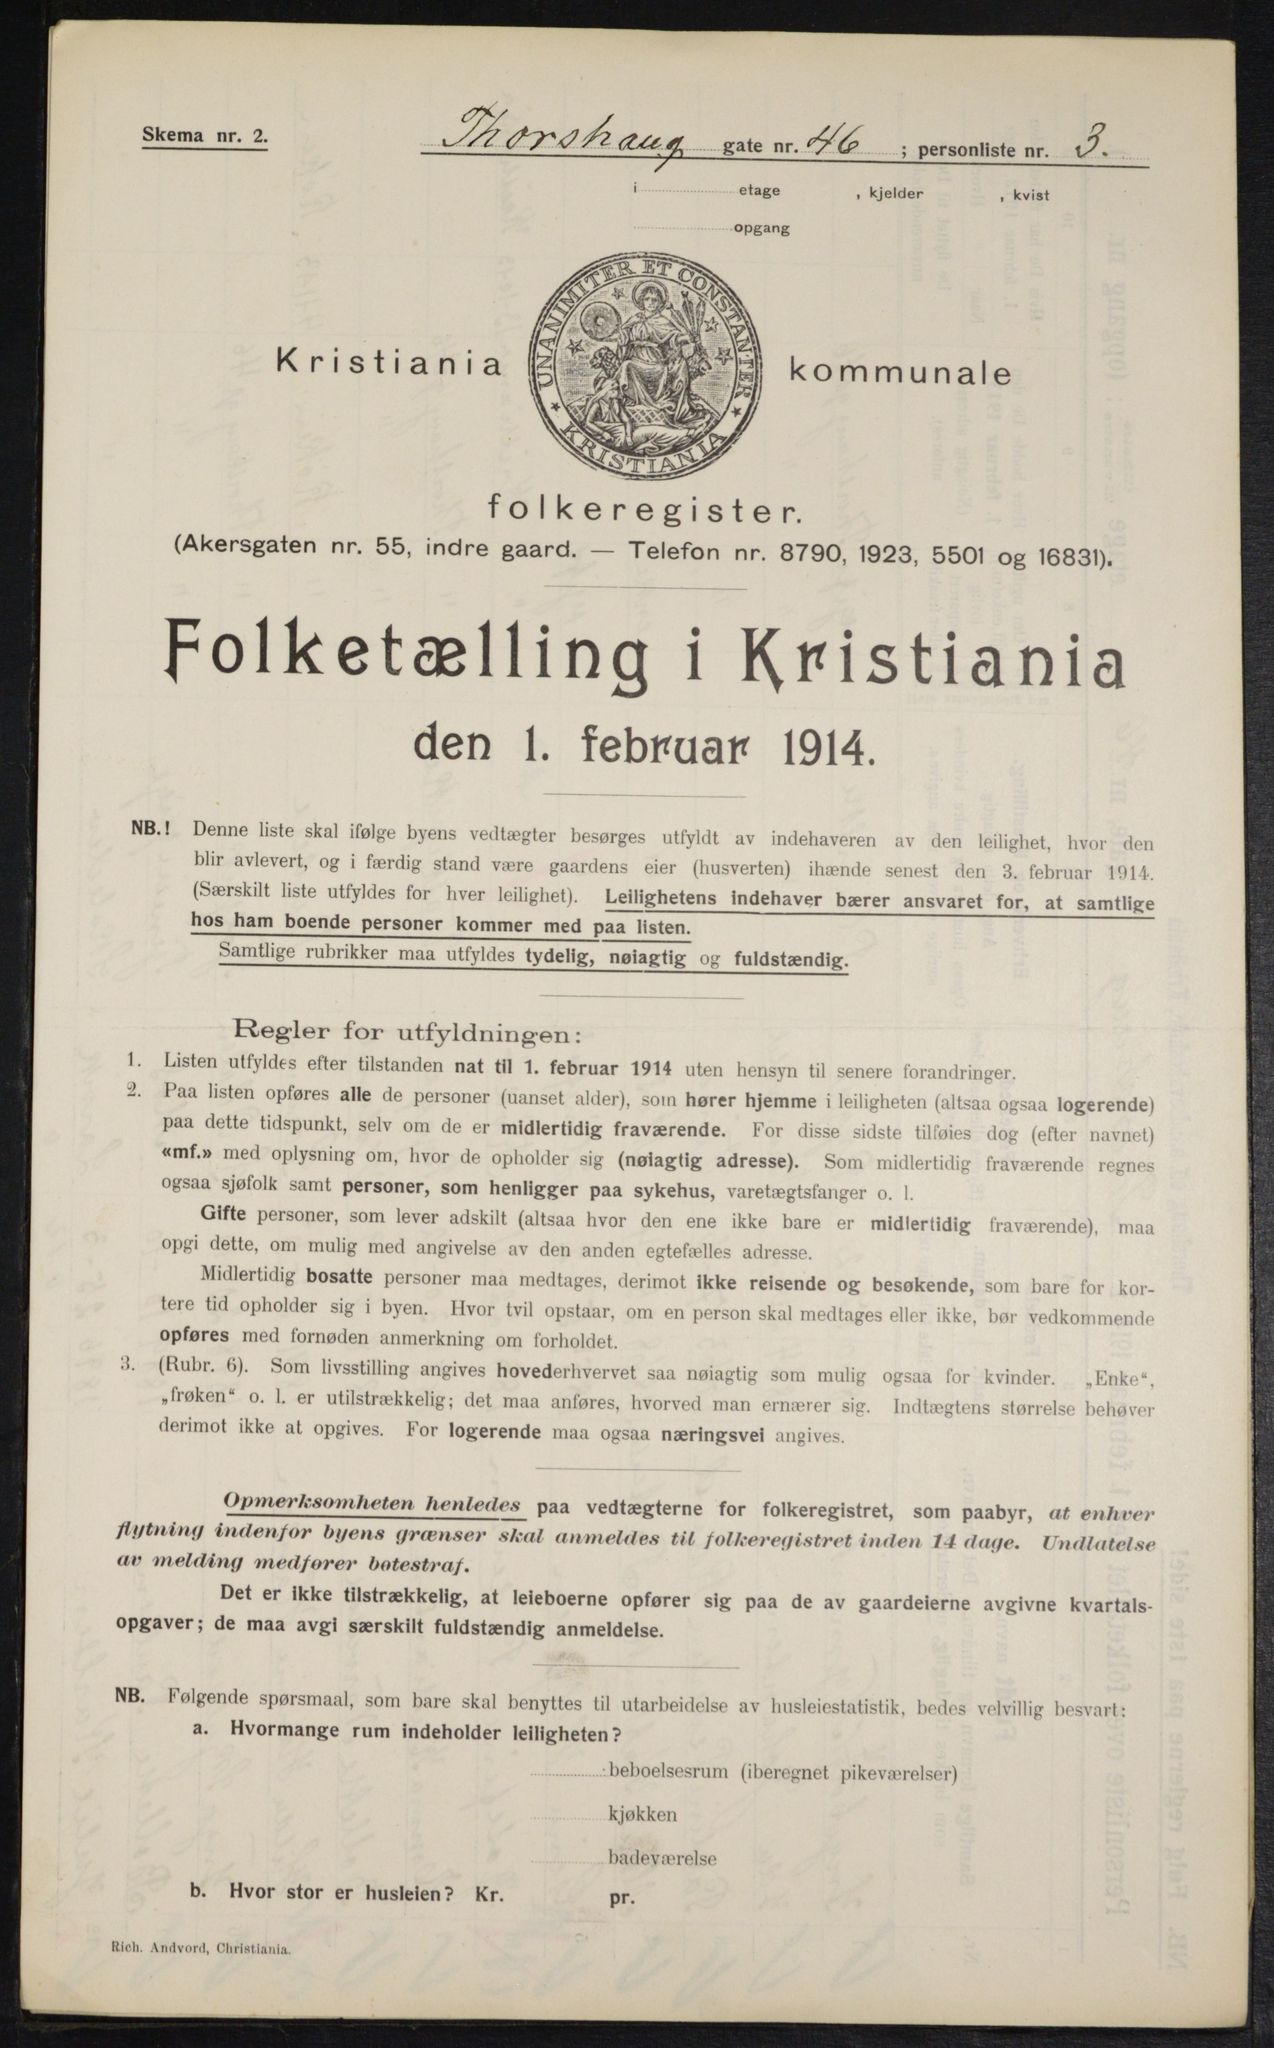 Skema nr. 2.
Thorshaug gate nr. 46 ; personliste nr. 3.
i etage , kjelder , kvist
opgang
UNANIMITER ET CONSTANTER
KRISTIANIA
Kristiania kommunale
folkeregister.
(Akersgaten nr. 55, indre gaard. — Telefon nr. 8790, 1923, 5501 og 16831).
Folketælling i Kristiania
den 1. februar 1914.
NB.! Denne liste skal ifølge byens vedtægter besørges utfyldt av indehaveren av den leilighet, hvor den
blir avlevert, og i færdig stand være gaardens eier (husverten) ihænde senest den 3. februar 1914.
(Særskilt liste utfyldes for hver leilighet). Leilighetens indehaver bærer ansvaret for, at samtlige
hos ham boende personer kommer med paa listen.
Samtlige rubrikker maa utfyldes tydelig, nøiagtig og fuldstændig.
Regler for utfyldningen:
1. Listen utfyldes efter tilstanden nat til 1. februar 1914 uten hensyn til senere forandringer.
2. Paa listen opføres alle de personer (uanset alder), som hører hjemme i leiligheten (altsaa ogsaa logerende)
paa dette tidspunkt, selv om de er midlertidig fraværende. For disse sidste tilføies dog (efter navnet)
«mf.» med oplysning om, hvor de opholder sig (nøiagtig adresse). Som midlertidig fraværende regnes
ogsaa sjøfolk samt personer, som henligger paa sykehus, varetægtsfanger o. l.
Gifte personer, som lever adskilt (altsaa hvor den ene ikke bare er midlertidig fraværende), maa
opgi dette, om mulig med angivelse av den anden egtefælles adresse.
Midlertidig bosatte personer maa medtages, derimot ikke reisende og besøkende, som bare for kor-
tere tid opholder sig i byen. Hvor tvil opstaar, om en person skal medtages eller ikke, bør vedkommende
opføres med fornøden anmerkning om forholdet.
3. (Rubr. 6). Som livsstilling angives hovederhvervet saa nøiagtig som mulig ogsaa for kvinder. „Enke“,
„frøken“ o. l. er utilstrækkelig; det maa anføres, hvorved man ernærer sig. Indtægtens størrelse behøver
derimot ikke at opgives. For logerende maa ogsaa næringsvei angives.
Opmerksomheten henledes paa vedtægterne for folkeregistret, som paabyr, at enhver
flytning indenfor byens grænser skal anmeldes til folkeregistret inden 14 dage. Undlatelse
av melding medfører bøtestraf.
Det er ikke tilstrækkelig, at leieboerne opfører sig paa de av gaardeierne avgivne kvartals-
opgaver; de maa avgi særskilt fuldstændig anmeldelse.
NB. Følgende spørsmaal, som bare skal benyttes til utarbeidelse av husleiestatistik, bedes velvillig besvart:
a. Hvormange rum indeholder leiligheten?
beboelsesrum (iberegnet pikeværelser)
kjøkken
badeværelse
b. Hvor stor er husleien? Kr. pr.
Rich. Andvord, Christiania.